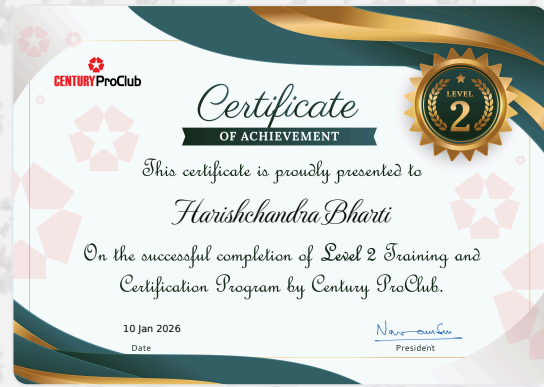 CENTURY ProClub
LEVEL
2
Certificate
OF ACHIEVEMENT
This certificate is proudly presented to
Harishchandra Bharti
On the successful completion of Level 2 Training and
Certification Program by Century ProClub.
10 Jan 2026
Date
President